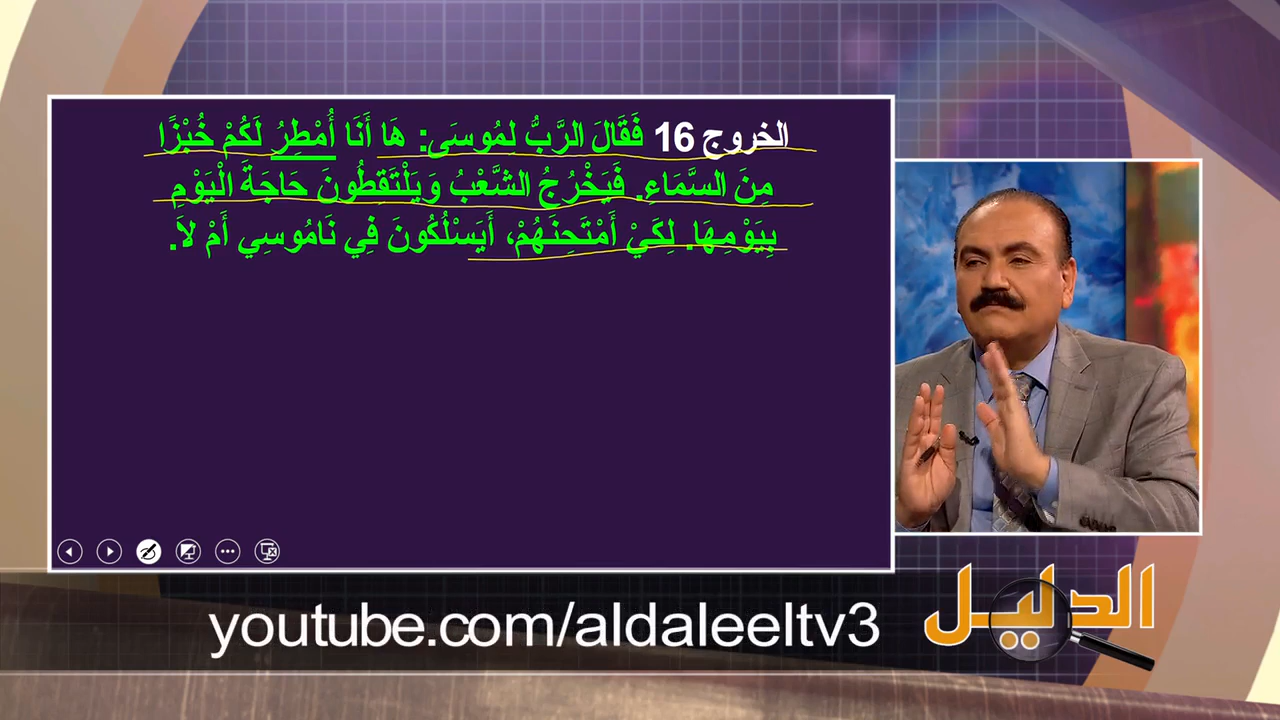 الخروج 16 فَقَالَ الرَّبُّ لِمُوسَى: هَا أَنَا أُمْطِرُ لَكُمْ خُبْزًا
مِنَ السَّمَاءِ. فَيَخْرُجُ الشَّعْبُ وَيَلْتَقِطُونَ حَاجَةَ الْيَوْمِ
بِيَوْمِهَا. لِكَيْ أَمْتَحِنَهُمْ، أَيَسْلُكُونَ فِي نَامُوسِي أَمْ لاَ.
youtube.com/aldaleeltv3
الدليل